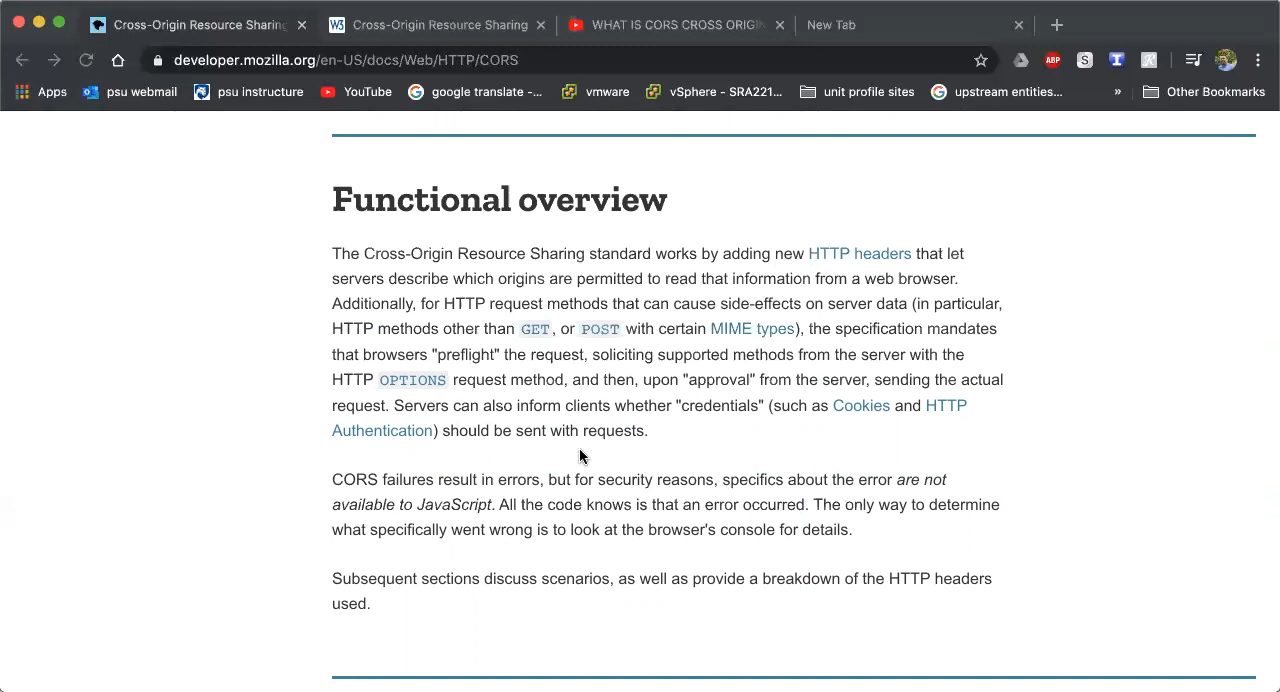 Cross-Origin Resource Sharing
Cross-Origin Resource Sharing
WHAT IS CORS CROSS ORIGIN
New Tab
developer.mozilla.org/en-US/docs/Web/HTTP/CORS
ABP
S
Apps
psu webmail
psu instructure
YouTube
google translate -...
vmware
vSphere - SRA221...
unit profile sites
upstream entities...
»
Other Bookmarks
Functional overview
The Cross-Origin Resource Sharing standard works by adding new HTTP headers that let
servers describe which origins are permitted to read that information from a web browser.
Additionally, for HTTP request methods that can cause side-effects on server data (in particular,
HTTP methods other than GET, or POST with certain MIME types), the specification mandates
that browsers "preflight" the request, soliciting supported methods from the server with the
HTTP OPTIONS request method, and then, upon "approval" from the server, sending the actual
request. Servers can also inform clients whether "credentials" (such as Cookies and HTTP
Authentication) should be sent with requests.
CORS failures result in errors, but for security reasons, specifics about the error are not
available to JavaScript. All the code knows is that an error occurred. The only way to determine
what specifically went wrong is to look at the browser's console for details.
Subsequent sections discuss scenarios, as well as provide a breakdown of the HTTP headers
used.